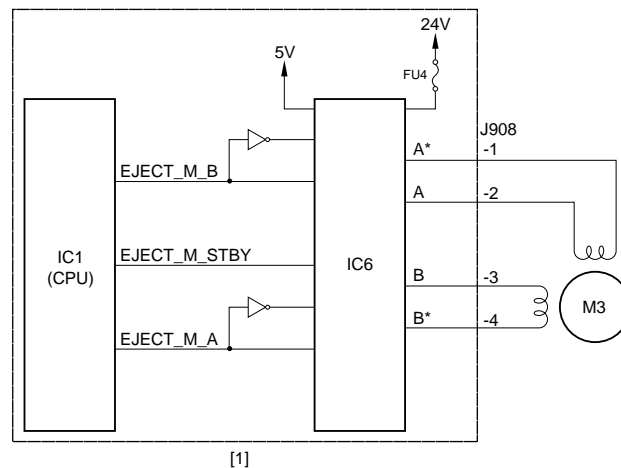 24V
5V
FU4
J908
A* -1
EJECT_M_B
A -2
IC1
(CPU)
EJECT_M_STBY
IC6
B -3
M3
B* -4
EJECT_M_A
[1]